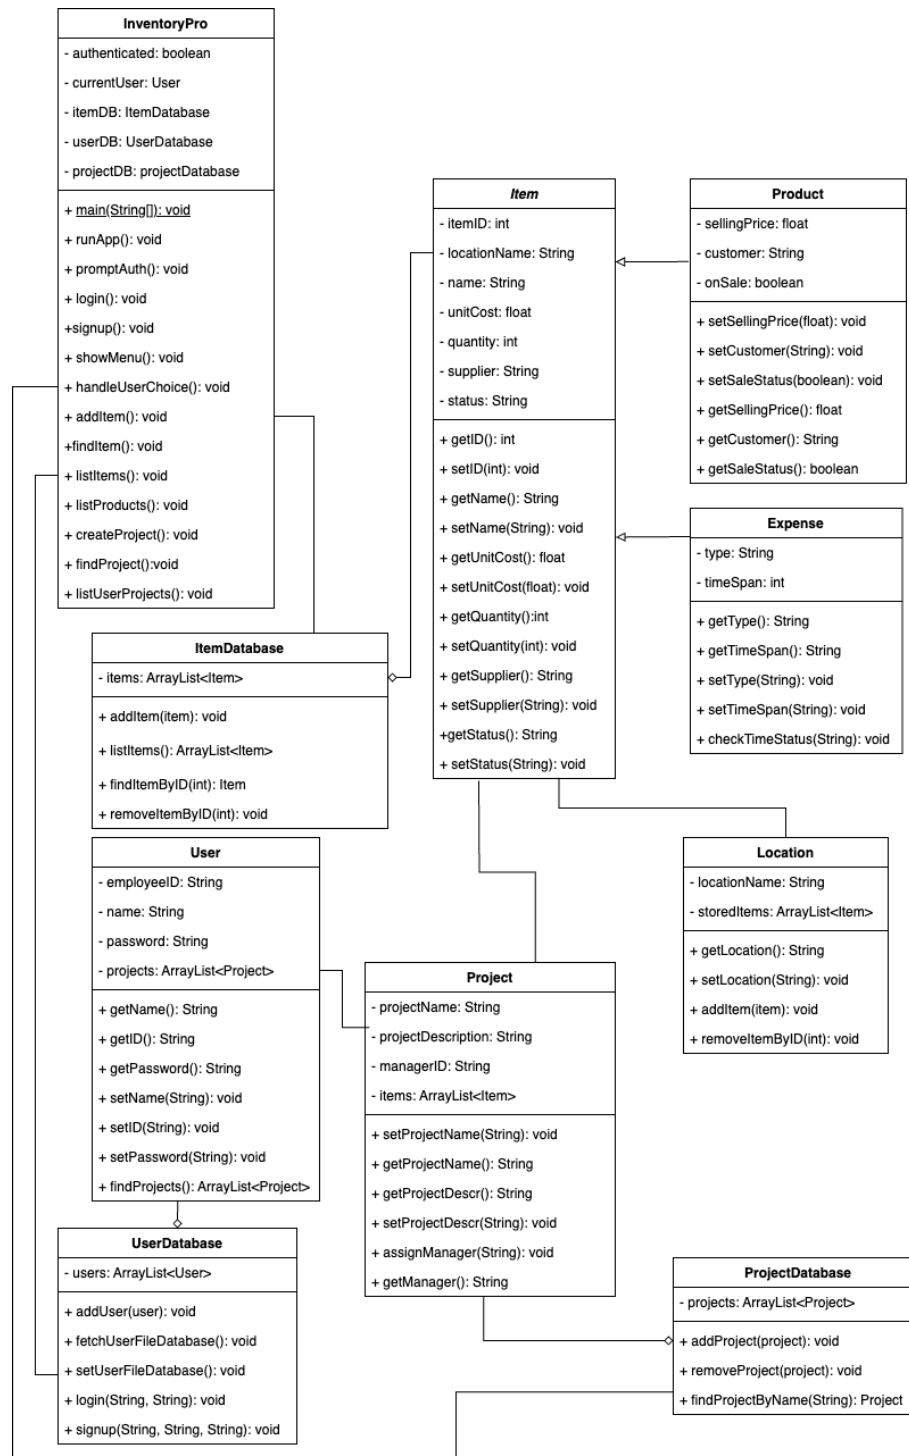 InventoryPro
- authenticated: boolean
- currentUser: User
- itemDB: ItemDatabase
- userDB: UserDatabase
- projectDB: projectDatabase
+ main(String[]): void
+ runApp(): void
+ promptAuth(): void
+ login(): void
+signup(): void
+ showMenu(): void
+ handleUserChoice(): void
+ addItem(): void
+findItem(): void
+ listItems(): void
+ listProducts(): void
+ createProject(): void
+ findProject():void
+ listUserProjects(): void
Item
- itemID: int
- locationName: String
- name: String
- unitCost: float
- quantity: int
- supplier: String
- status: String
+ getID(): int
+ setID(int): void
+ getName(): String
+ setName(String): void
+ getUnitCost(): float
+ setUnitCost(float): void
+ getQuantity():int
+ setQuantity(int): void
+ getSupplier(): String
+ setSupplier(String): void
+getStatus(): String
+ setStatus(String): void
Product
- sellingPrice: float
- customer: String
- onSale: boolean
+ setSellingPrice(float): void
+ setCustomer(String): void
+ setSaleStatus(boolean): void
+ getSellingPrice(): float
+ getCustomer(): String
+ getSaleStatus(): boolean
Expense
- type: String
- timeSpan: int
+ getType(): String
+ getTimeSpan(): String
+ setType(String): void
+ setTimeSpan(String): void
+ checkTimeStatus(String): void
ItemDatabase
- items: ArrayList<Item>
+ addItem(item): void
+ listItems(): ArrayList<Item>
+ findItemByID(int): Item
+ removeItemByID(int): void
User
- employeeID: String
- name: String
- password: String
- projects: ArrayList<Project>
+ getName(): String
+ getID(): String
+ getPassword(): String
+ setName(String): void
+ setID(String): void
+ setPassword(String): void
+ findProjects(): ArrayList<Project>
Location
- locationName: String
- storedItems: ArrayList<Item>
+ getLocation(): String
+ setLocation(String): void
+ addItem(item): void
+ removeItemByID(int): void
Project
- projectName: String
- projectDescription: String
- managerID: String
- items: ArrayList<Item>
+ setProjectName(String): void
+ getProjectName(): String
+ getProjectDescr(): String
+ setProjectDescr(String): void
+ assignManager(String): void
+ getManager(): String
UserDatabase
- users: ArrayList<User>
+ addUser(user): void
+ fetchUserFileDatabase(): void
+ setUserFileDatabase(): void
+ login(String, String): void
+ signup(String, String, String): void
ProjectDatabase
- projects: ArrayList<Project>
+ addProject(project): void
+ removeProject(project): void
+ findProjectByName(String): Project